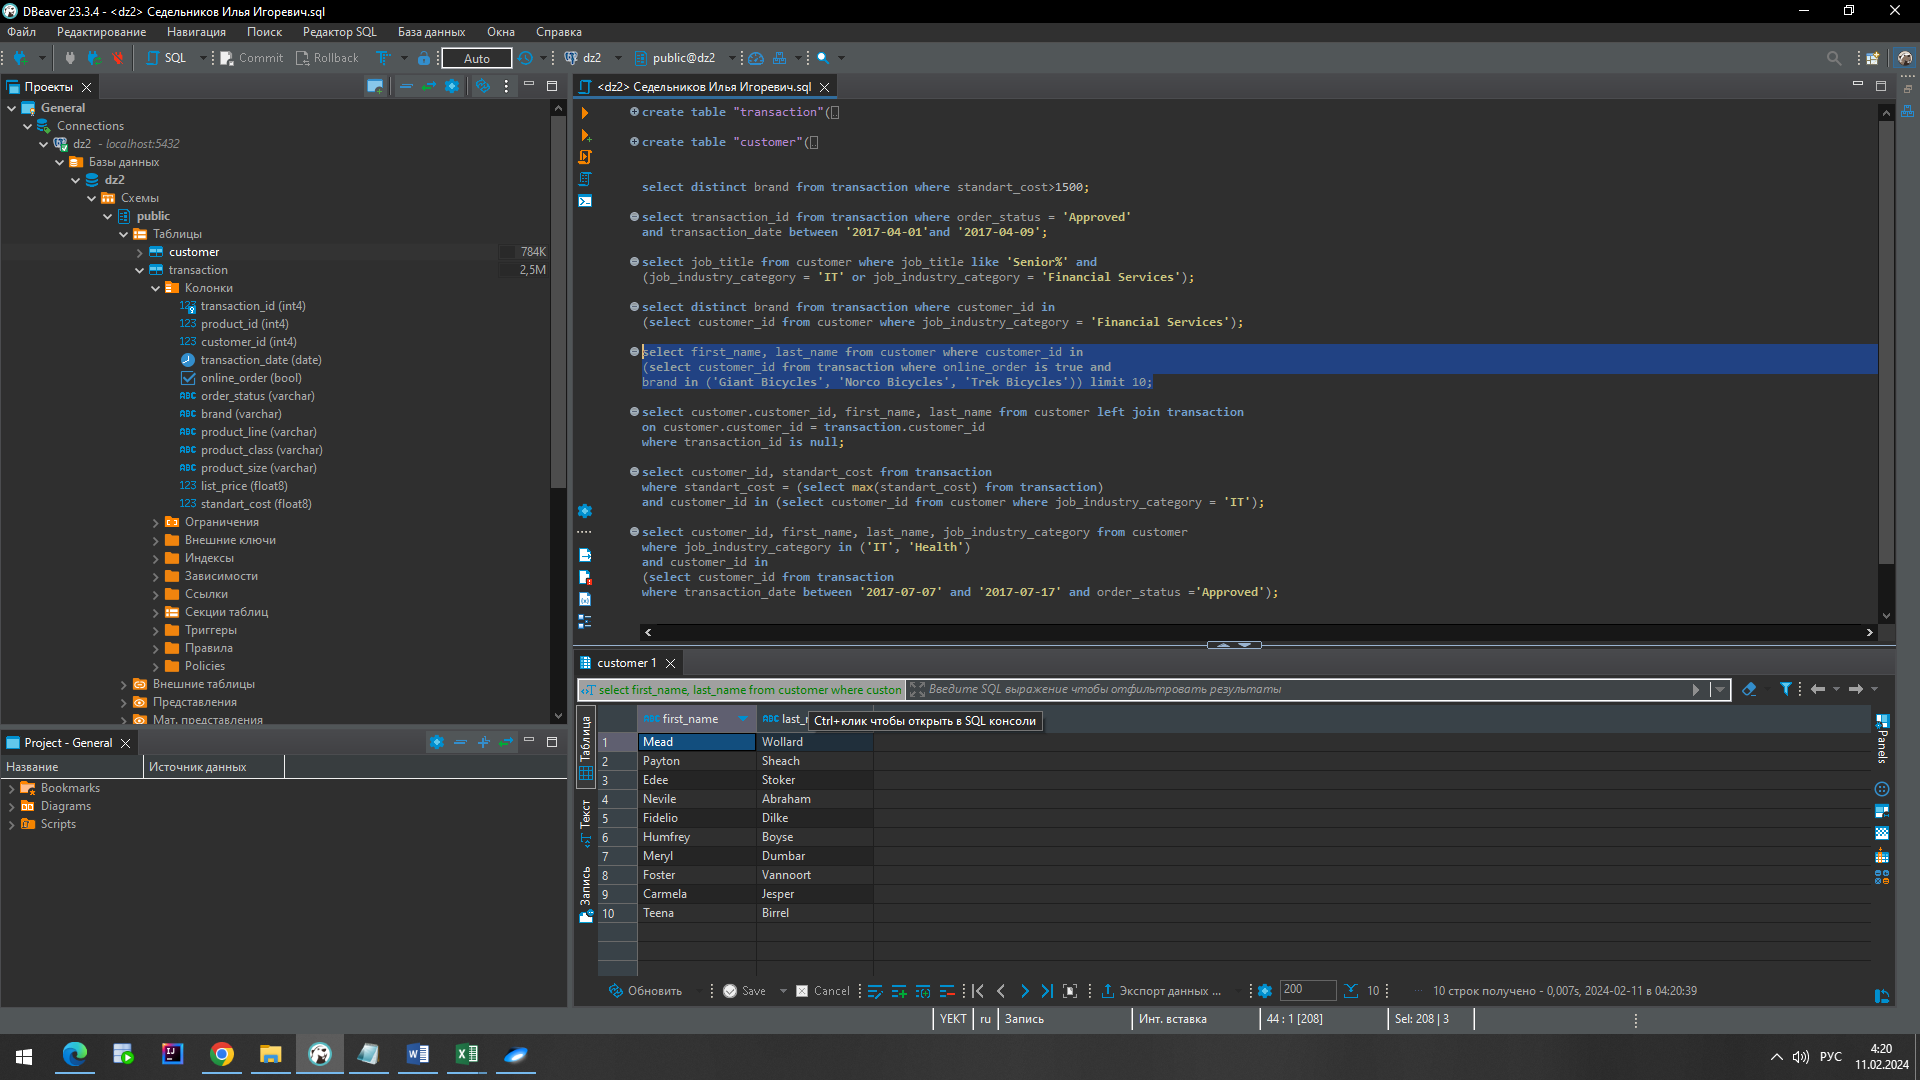 DBeaver 23.3.4 - <dz2> Седельников Илья Игоревич.sql
Файл Редактирование Навигация Поиск Редактор SQL База данных Окна Справка
SQL Commit Rollback Auto dz2 public@dz2
Проекты
General
Connections
dz2 - localhost:5432
Базы данных
dz2
Схемы
public
Таблицы
customer 784K
transaction 2,5M
Колонки
123 transaction_id (int4)
123 product_id (int4)
123 customer_id (int4)
transaction_date (date)
online_order (bool)
ABC order_status (varchar)
ABC brand (varchar)
ABC product_line (varchar)
ABC product_class (varchar)
ABC product_size (varchar)
123 list_price (float8)
123 standart_cost (float8)
Ограничения
Внешние ключи
Индексы
Зависимости
Ссылки
Секции таблиц
Триггеры
Правила
Policies
Внешние таблицы
Представления
Мат. представления
Project - General
Название Источник данных
Bookmarks
Diagrams
Scripts
<dz2> Седельников Илья Игоревич.sql
create table "transaction"(
create table "customer"(
select distinct brand from transaction where standart_cost>1500;
select transaction_id from transaction where order_status = 'Approved'
and transaction_date between '2017-04-01'and '2017-04-09';
select job_title from customer where job_title like 'Senior%' and
(job_industry_category = 'IT' or job_industry_category = 'Financial Services');
select distinct brand from transaction where customer_id in
(select customer_id from customer where job_industry_category = 'Financial Services');
select first_name, last_name from customer where customer_id in
(select customer_id from transaction where online_order is true and
brand in ('Giant Bicycles', 'Norco Bicycles', 'Trek Bicycles')) limit 10;
select customer.customer_id, first_name, last_name from customer left join transaction
on customer.customer_id = transaction.customer_id
where transaction_id is null;
select customer_id, standart_cost from transaction
where standart_cost = (select max(standart_cost) from transaction)
and customer_id in (select customer_id from customer where job_industry_category = 'IT');
select customer_id, first_name, last_name, job_industry_category from customer
where job_industry_category in ('IT', 'Health')
and customer_id in
(select customer_id from transaction
where transaction_date between '2017-07-07' and '2017-07-17' and order_status ='Approved');
customer 1
select first_name, last_name from customer where custon Введите SQL выражение чтобы отфильтровать результаты
Таблица
Текст
Запись
ABC first_name ABC last_
Ctrl+клик чтобы открыть в SQL консоли
1 Mead Wollard
2 Payton Sheach
3 Edee Stoker
4 Nevile Abraham
5 Fidelio Dilke
6 Humfrey Boyse
7 Meryl Dumbar
8 Foster Vannoort
9 Carmela Jesper
10 Teena Birrel
Panels
Обновить Save Cancel Экспорт данных ... 200 10 10 строк получено - 0,007s, 2024-02-11 в 04:20:39
YEKT ru Запись Инт. вставка 44 : 1 [208] Sel: 208 | 3
РУС
4:20
11.02.2024